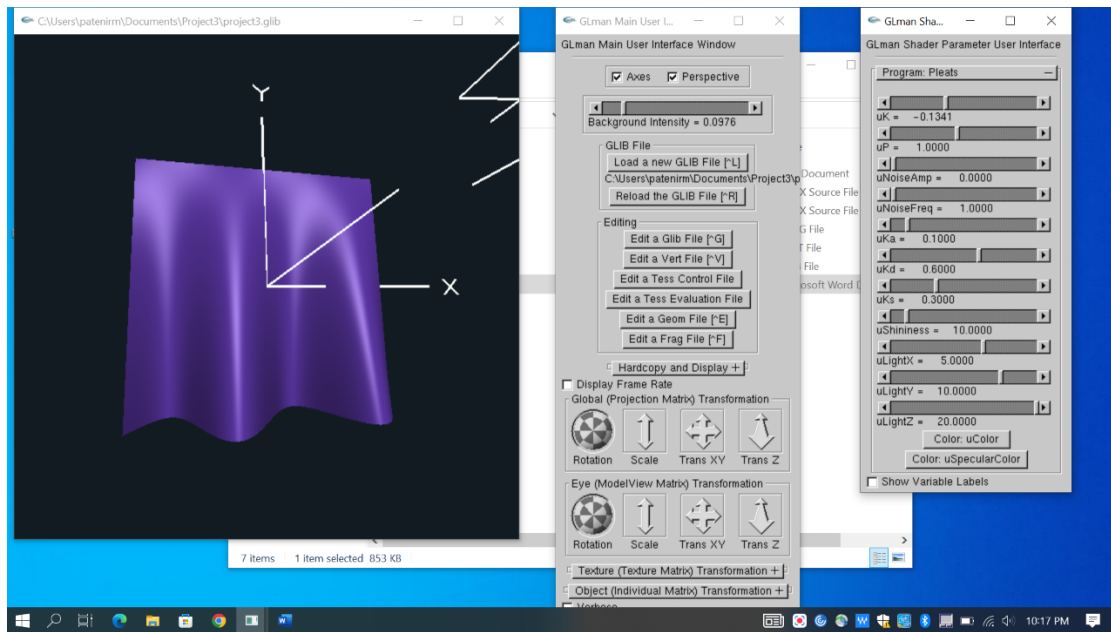 C:\Users\patenirm\Documents\Project3\project3.glib
Y
X
GLman Main User I...
GLman Main User Interface Window
Axes
Perspective
Background Intensity = 0.0976
GLIB File
Load a new GLIB File [^L]
C:\Users\patenirm\Documents\Project3\p
Reload the GLIB File [^R]
Editing
Edit a Glib File [^G]
Edit a Vert File [^V]
Edit a Tess Control File
Edit a Tess Evaluation File
Edit a Geom File [^E]
Edit a Frag File [^F]
Hardcopy and Display +
Display Frame Rate
Global (Projection Matrix) Transformation
Rotation Scale Trans XY Trans Z
Eye (ModelView Matrix) Transformation
Rotation Scale Trans XY Trans Z
Texture (Texture Matrix) Transformation +
Object (Individual Matrix) Transformation +
Verbose
Document
X Source File
X Source File
G File
File
File
osoft Word D
GLman Sha...
GLman Shader Parameter User Interface
Program: Pleats
uK = -0.1341
uP = 1.0000
uNoiseAmp = 0.0000
uNoiseFreq = 1.0000
uKa = 0.1000
uKd = 0.6000
uKs = 0.3000
uShininess = 10.0000
uLightX = 5.0000
uLightY = 10.0000
uLightZ = 20.0000
Color: uColor
Color: uSpecularColor
Show Variable Labels
7 items 1 item selected 853 KB
10:17 PM